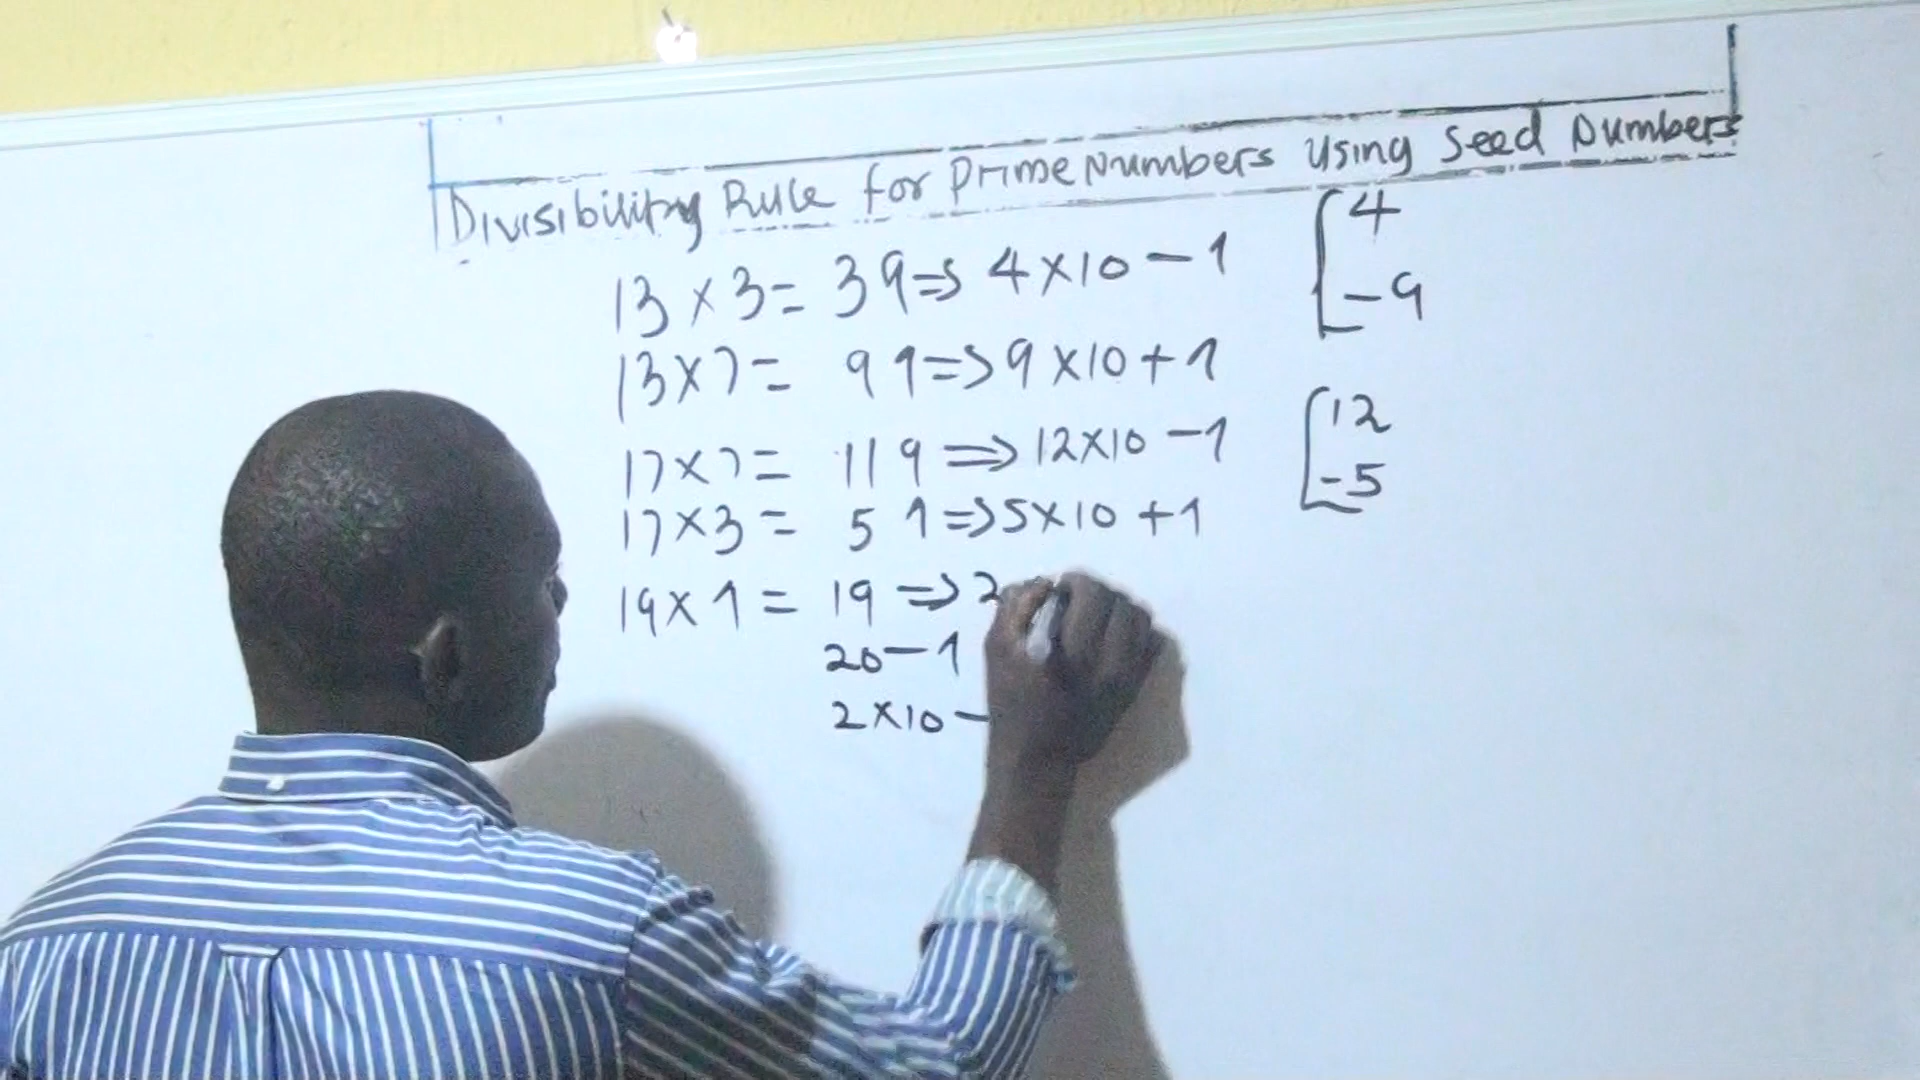 Divisibility Rule for Prime Numbers Using Seed Numbers
13 × 3 = 39 => 4×10 - 1 [4
-9
13×7 = 91 => 9×10 + 1
17×7 = 119 => 12×10 - 1 [12
-5
17×3 = 51 => 5×10 + 1
19×1 = 19 => 2
20 - 1
2×10 -